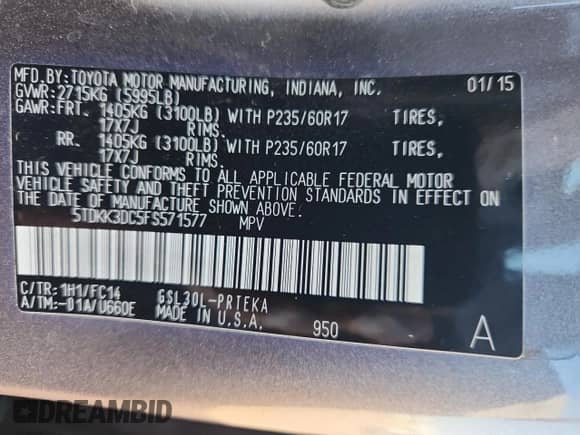 MFD.BY:TOYOTA MOTOR MANUFACTURING, INDIANA, INC. 01/15
GVWR:2715KG (5995LB)
GAWR:FRT. 1405KG (3100LB) WITH P235/60R17 TIRES,
17X7J RIMS.
RR. 1405KG (3100LB) WITH P235/60R17 TIRES,
17X7J RIMS.
THIS VEHICLE CONFORMS TO ALL APPLICABLE FEDERAL MOTOR
VEHICLE SAFETY AND THEFT PREVENTION STANDARDS IN EFFECT ON
THE DATE OF MANUFACTURE SHOWN ABOVE.
5TDKK3DC5FS571577 MPV
C/TR:1H1/FC14 GSL30L-PRTEKA
A/TM:-01A/U660E MADE IN U.S.A. 950 A
DREAMBID